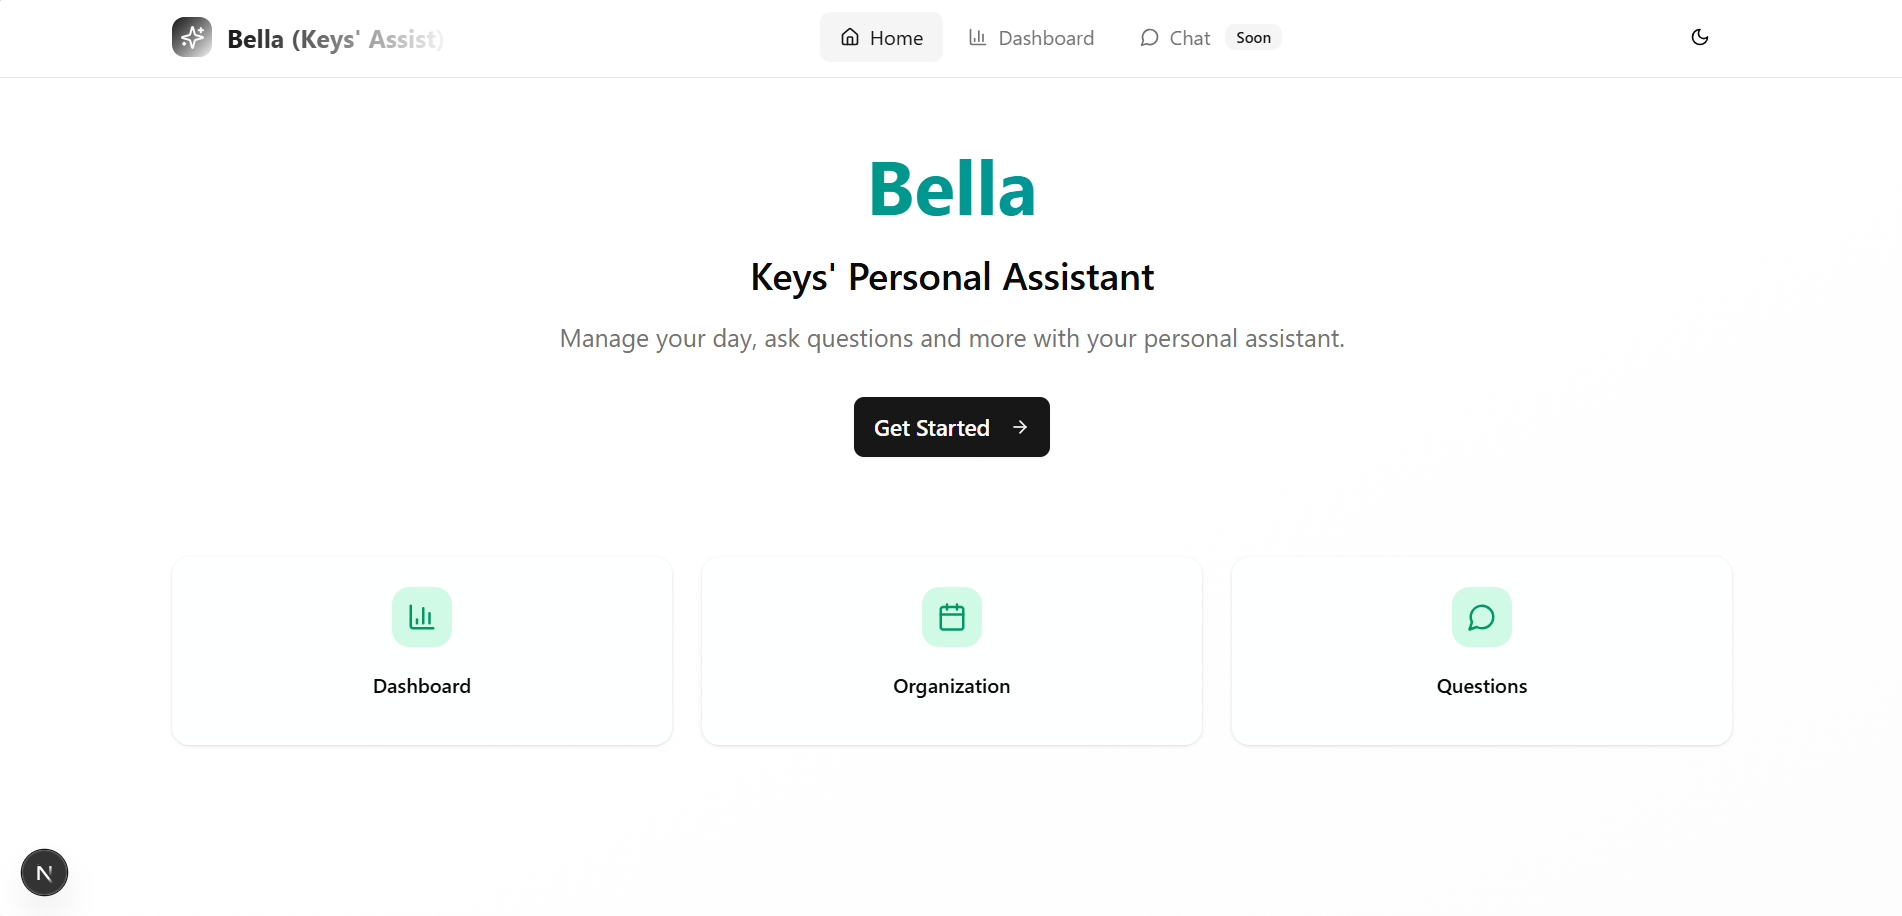 Bella (Keys' Assist)
Home
Dashboard
Chat
Soon
Bella
Keys' Personal Assistant
Manage your day, ask questions and more with your personal assistant.
Get Started
Dashboard
Organization
Questions
N